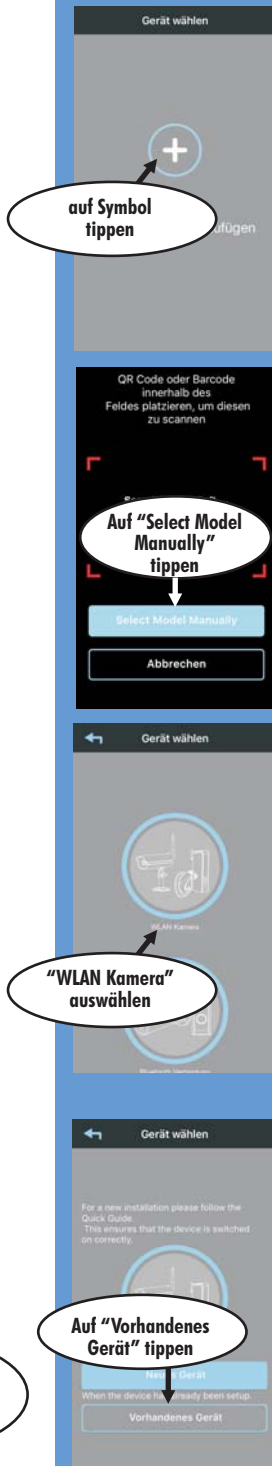 Gerät wählen
auf Symbol
tippen
ufügen
QR Code oder Barcode
innerhalb des
Feldes platzieren, um diesen
zu scannen
Auf “Select Model
Manually”
tippen
Select Model Manually
Abbrechen
Gerät wählen
WLAN Kamera
“WLAN Kamera”
auswählen
Gerät wählen
For a new installation please follow the
Quick Guide.
This ensures that the device is switched
on correctly.
Auf “Vorhandenes
Gerät” tippen
Gerät
When the device has already been setup.
Vorhandenes Gerät